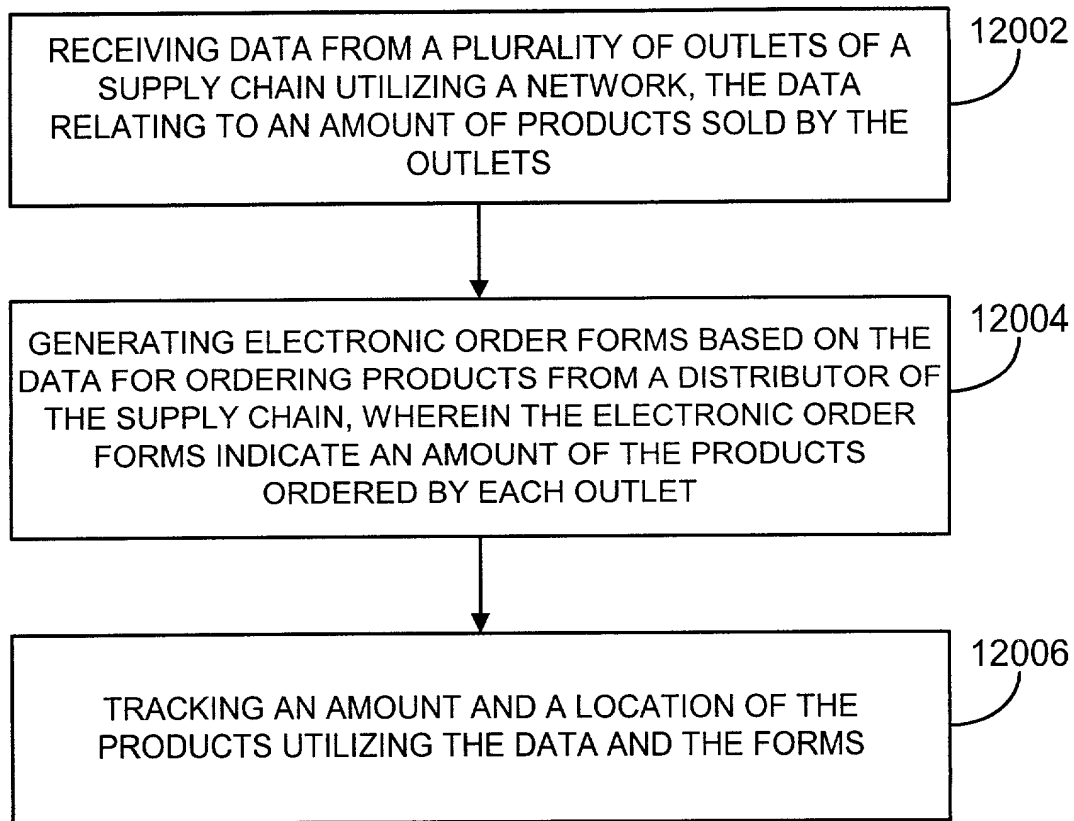 12002
RECEIVING DATA FROM A PLURALITY OF OUTLETS OF A
SUPPLY CHAIN UTILIZING A NETWORK, THE DATA
RELATING TO AN AMOUNT OF PRODUCTS SOLD BY THE
OUTLETS
12004
GENERATING ELECTRONIC ORDER FORMS BASED ON THE
DATA FOR ORDERING PRODUCTS FROM A DISTRIBUTOR OF
THE SUPPLY CHAIN, WHEREIN THE ELECTRONIC ORDER
FORMS INDICATE AN AMOUNT OF THE PRODUCTS
ORDERED BY EACH OUTLET
12006
TRACKING AN AMOUNT AND A LOCATION OF THE
PRODUCTS UTILIZING THE DATA AND THE FORMS